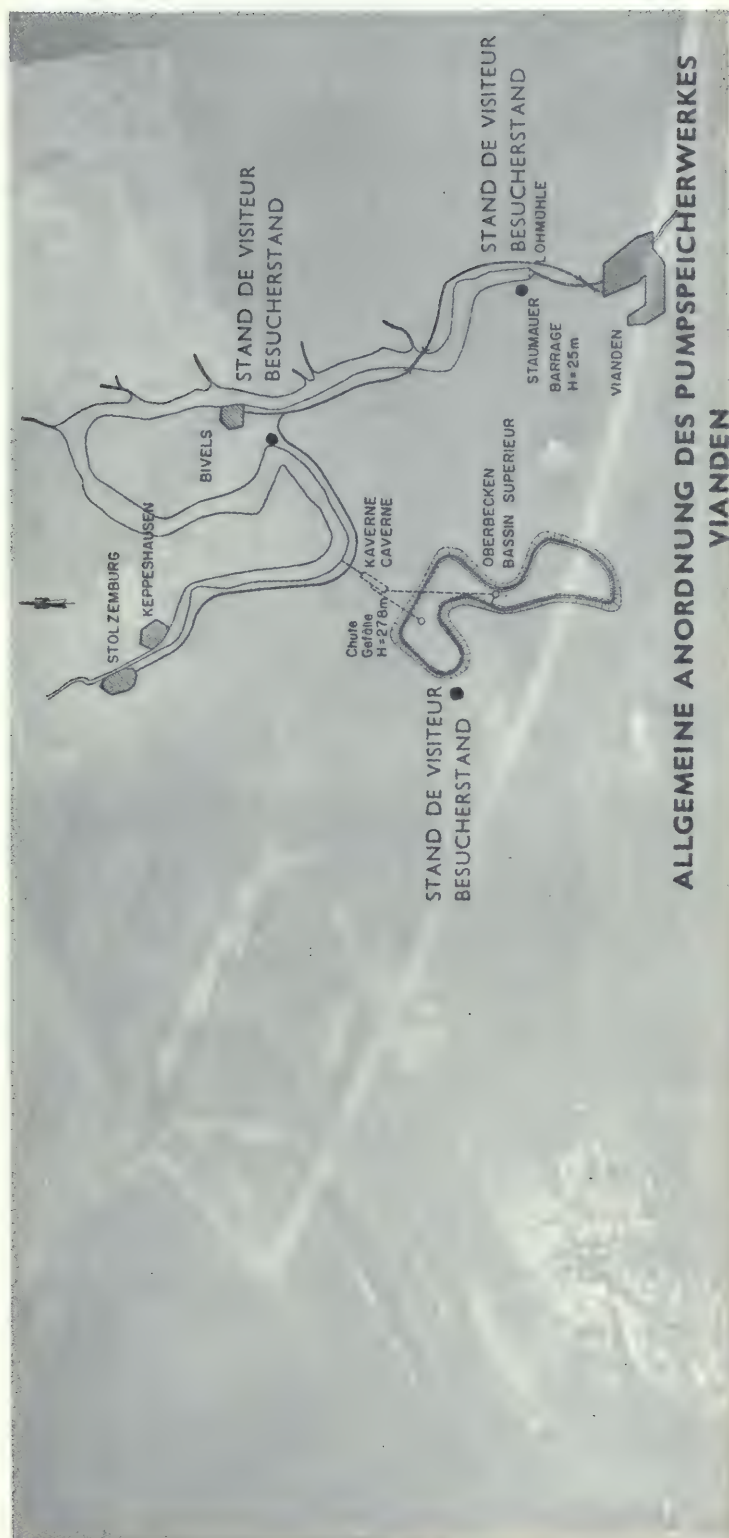 STOLZEMBURG
KEPPESHAUSEN
BIVELS
STAND DE VISITEUR
BESUCHERSTAND
KAVERNE
CAVERNE
Chute
Gefälle
H=278m
STAND DE VISITEUR
BESUCHERSTAND
OBERBECKEN
BASSIN SUPERIEUR
STAND DE VISITEUR
BESUCHERSTAND
LOHMÜHLE
STAUMAUER
BARRAGE
H=25m
VIANDEN
ALLGEMEINE ANORDNUNG DES PUMPSPEICHERWERKES
VIANDEN